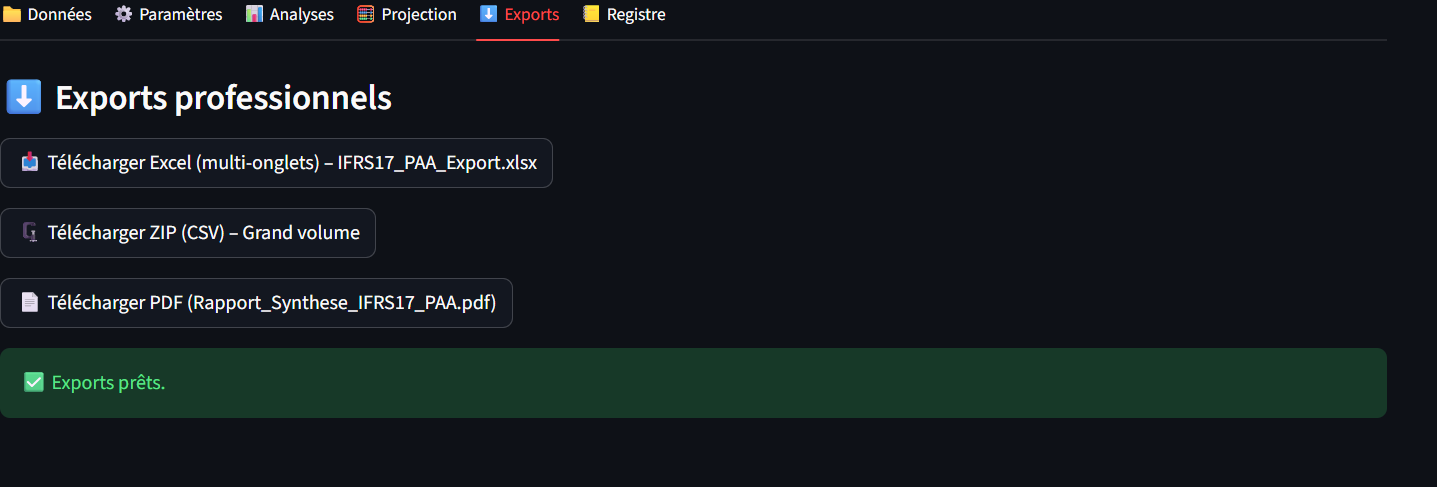 Données Paramètres Analyses Projection Exports Registre
Exports professionnels
Télécharger Excel (multi-onglets) – IFRS17_PAA_Export.xlsx
Télécharger ZIP (CSV) – Grand volume
Télécharger PDF (Rapport_Synthese_IFRS17_PAA.pdf)
Exports prêts.